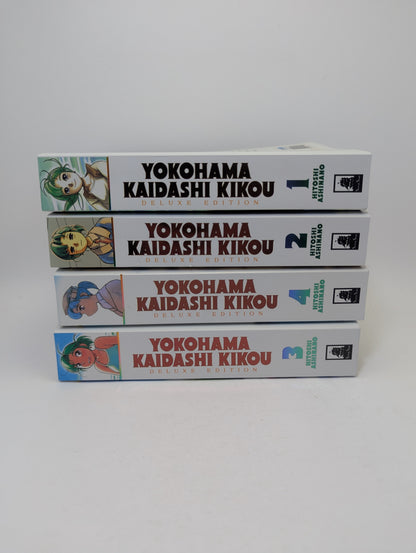 YOKOHAMA
KAIDASHI KIKOU
DELUXE EDITION
1
HITOSHI
ASHINANO
YOKOHAMA
KAIDASHI KIKOU
DELUXE EDITION
2
HITOSHI
ASHINANO
YOKOHAMA
KAIDASHI KIKOU
DELUXE EDITION
4
HITOSHI
ASHINANO
YOKOHAMA
KAIDASHI KIKOU
DELUXE EDITION
3
HITOSHI
ASHINANO